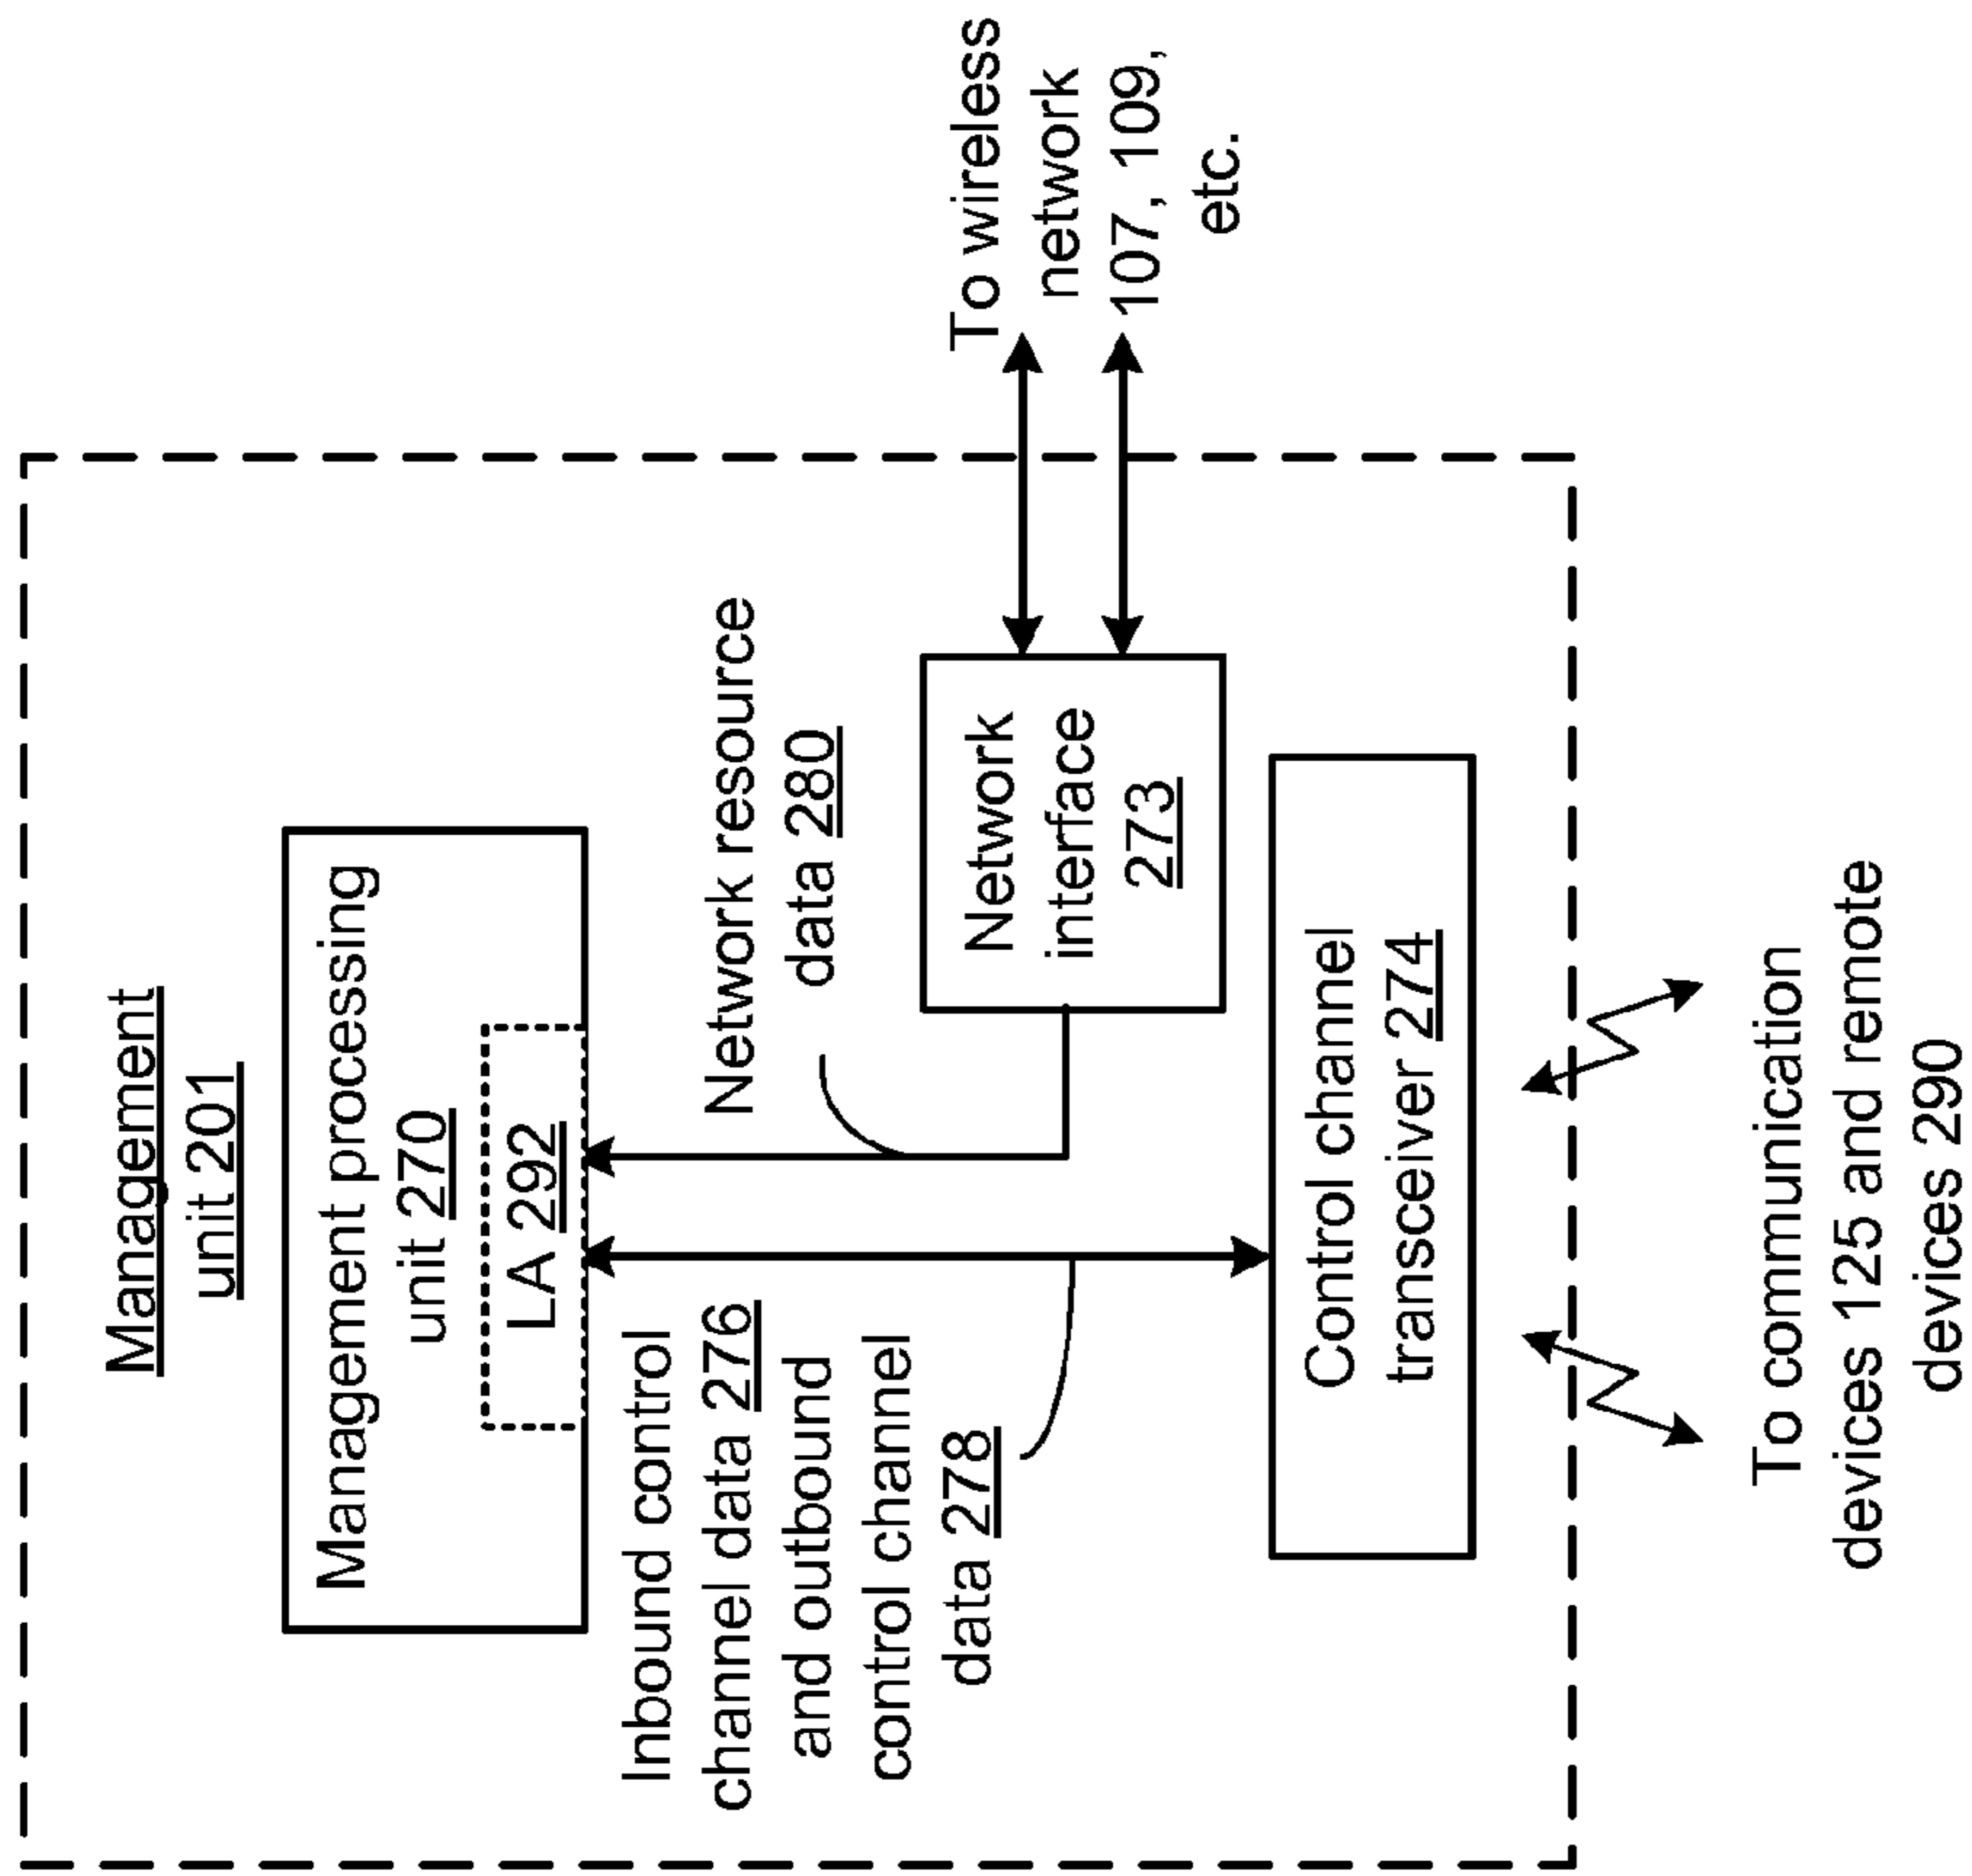 Management
unit 201
Management processing
unit 270
LA 292
Inbound control
channel data 276
and outbound
control channel
data 278
Network resource
data 280
Network
interface
273
To wireless
network
107, 109,
etc.
Control channel
transceiver 274
To communication
devices 125 and remote
devices 290